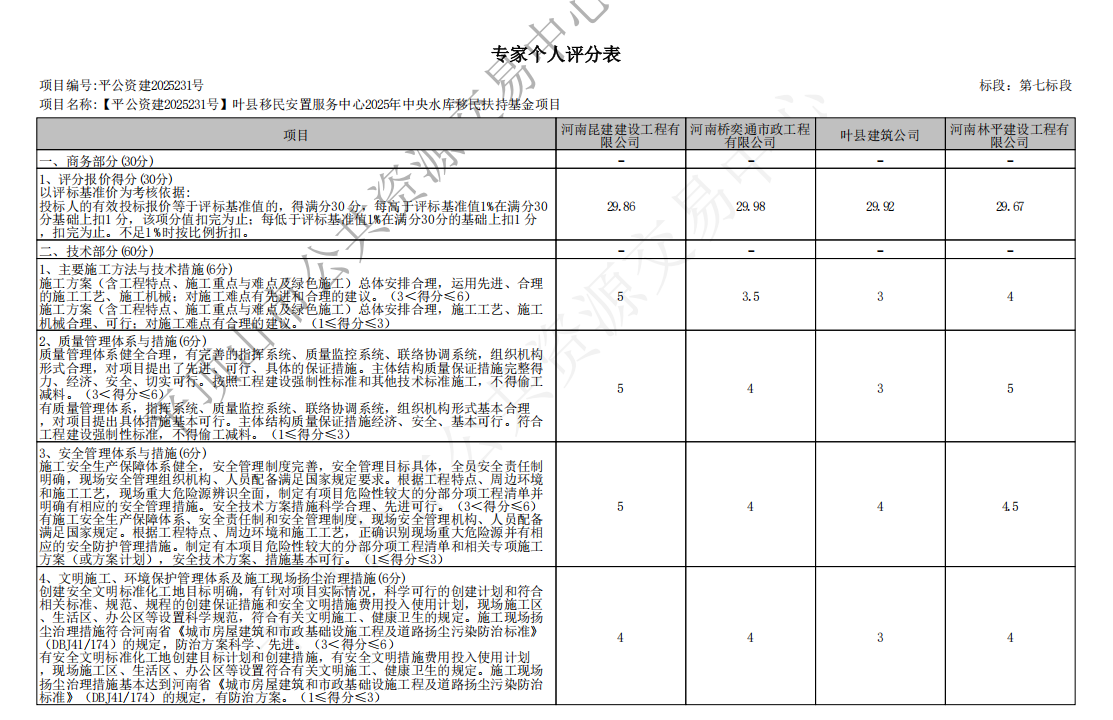 专家个人评分表
项目编号:平公资建2025231号
标段: 第七标段
项目名称:【平公资建2025231号】叶县移民安置服务中心2025年中央水库移民扶持基金项目
项目
河南昆建建设工程有
限公司
河南桥奕通市政工程
有限公司
叶县建筑公司
河南林平建设工程有
限公司
一、商务部分(30分)
－
－
－
－
1、评分报价得分(30分)
以评标基准价为考核依据:
投标人的有效投标报价等于评标基准值的，得满分30 分，每高于评标基准值1%在满分30
分基础上扣1 分，该项分值扣完为止；每低于评标基准值1%在满分30分的基础上扣1 分
，扣完为止。不足1%时按比例折扣。
29.86
29.98
29.92
29.67
二、技术部分(60分)
－
－
－
－
1、主要施工方法与技术措施(6分)
施工方案（含工程特点、施工重点与难点及绿色施工）总体安排合理，运用先进、合理
的施工工艺、施工机械；对施工难点有先进和合理的建议。（3＜得分≤6）
施工方案（含工程特点、施工重点与难点及绿色施工）总体安排合理，施工工艺、施工
机械合理、可行；对施工难点有合理的建议。（1≤得分≤3）
5
3.5
3
4
2、质量管理体系与措施(6分)
质量管理体系健全合理，有完善的指挥系统、质量监控系统、联络协调系统，组织机构
形式合理，对项目提出了先进、可行、具体的保证措施。主体结构质量保证措施完整得
力、经济、安全、切实可行。按照工程建设强制性标准和其他技术标准施工，不得偷工
减料。（3＜得分≤6）
有质量管理体系，指挥系统、质量监控系统、联络协调系统，组织机构形式基本合理
，对项目提出具体措施基本可行。主体结构质量保证措施经济、安全、基本可行。符合
工程建设强制性标准，不得偷工减料。（1≤得分≤3）
5
4
3
5
3、安全管理体系与措施(6分)
施工安全生产保障体系健全，安全管理制度完善，安全管理目标具体，全员安全责任制
明确，现场安全管理组织机构、人员配备满足国家规定要求。根据工程特点、周边环境
和施工工艺，现场重大危险源辨识全面，制定有项目危险性较大的分部分项工程清单并
明确有相应的安全管理措施。安全技术方案措施科学合理、先进可行。（3＜得分≤6）
有施工安全生产保障体系、安全责任制和安全管理制度，现场安全管理机构、人员配备
满足国家规定。根据工程特点、周边环境和施工工艺，正确识别现场重大危险源并有相
应的安全防护管理措施。制定有本项目危险性较大的分部分项工程清单和相关专项施工
方案（或方案计划），安全技术方案、措施基本可行。（1≤得分≤3）
5
4
4
4.5
4、文明施工、环境保护管理体系及施工现场扬尘治理措施(6分)
创建安全文明标准化工地目标明确，有针对项目实际情况，科学可行的创建计划和符合
相关标准、规范、规程的创建保证措施和安全文明措施费用投入使用计划，现场施工区
、生活区、办公区等设置科学规范，符合有关文明施工、健康卫生的规定。施工现场扬
尘治理措施符合河南省《城市房屋建筑和市政基础设施工程及道路扬尘污染防治标准》
（DBJ41/174）的规定，防治方案科学、先进。（3＜得分≤6）
有安全文明标准化工地创建目标计划和创建措施，有安全文明措施费用投入使用计划
，现场施工区、生活区、办公区等设置符合有关文明施工、健康卫生的规定。施工现场
扬尘治理措施基本达到河南省《城市房屋建筑和市政基础设施工程及道路扬尘污染防治
标准》（DBJ41/174）的规定，有防治方案。（1≤得分≤3）
4
4
3
4
平顶山市公共资源交易中心
公共资源交易中心